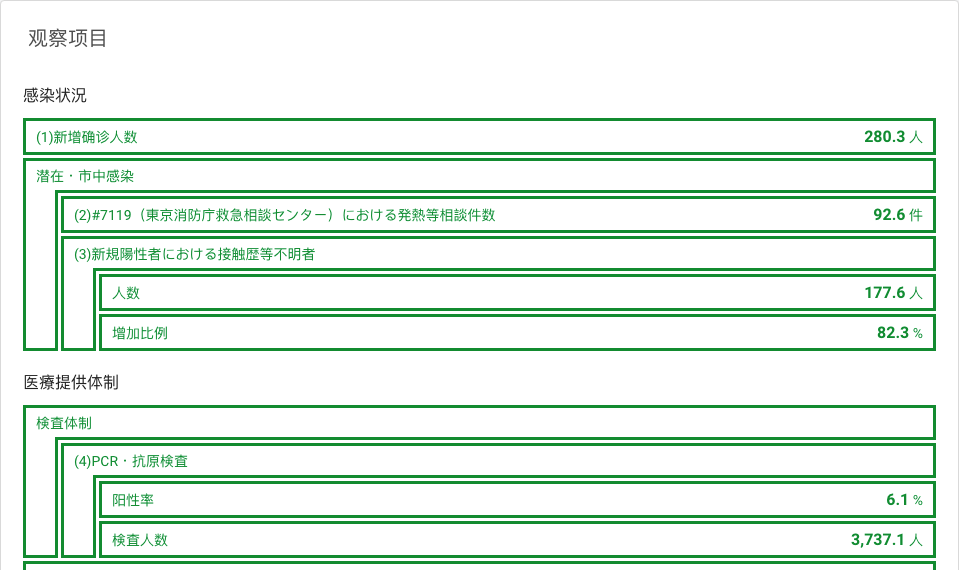 观察项目
感染状況
(1)新增确诊人数 280.3 人
潜在・市中感染
(2)#7119（東京消防庁救急相談センター）における発熱等相談件数 92.6 件
(3)新規陽性者における接触歴等不明者
人数 177.6 人
增加比例 82.3 %
医療提供体制
検査体制
(4)PCR・抗原検査
阳性率 6.1 %
検査人数 3,737.1 人